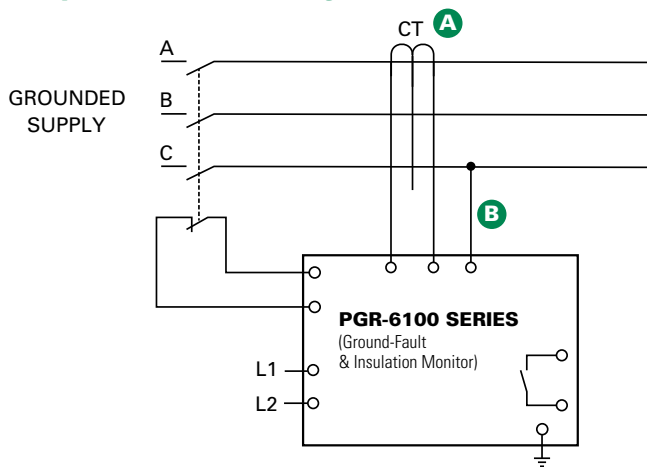 CT A
A
GROUNDED
SUPPLY
B
C
B
PGR-6100 SERIES
(Ground-Fault
& Insulation Monitor)
L1
L2